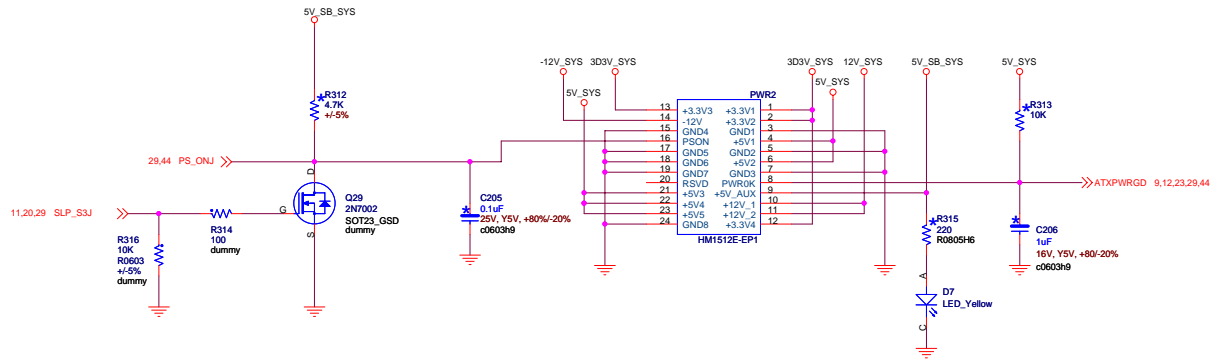 5V_SB_SYS
R312
4.7K
+/-5%
29,44 PS_ONJ
D
G
S
Q29
2N7002
SOT23_GSD
dummy
11,20,29 SLP_S3J
R314
100
dummy
R316
10K
R0603
+/-5%
dummy
C205
0.1uF
25V, Y5V, +80%/-20%
c0603h9
-12V_SYS
3D3V_SYS
5V_SYS
3D3V_SYS
12V_SYS
5V_SYS
PWR2
13 +3.3V3 +3.3V1 1
14 -12V +3.3V2 2
15 GND4 GND1 3
16 PSON +5V1 4
17 GND5 GND2 5
18 GND6 +5V2 6
19 GND7 GND3 7
20 RSVD PWR0K 8
21 +5V3 +5V_AUX 9
22 +5V4 +12V_1 10
23 +5V5 +12V_2 11
24 GND8 +3.3V4 12
HM1512E-EP1
5V_SB_SYS
5V_SYS
R313
10K
ATXPWRGD 9,12,23,29,44
R315
220
R0805H6
C206
1uF
16V, Y5V, +80/-20%
c0603h9
A
D7
LED_Yellow
C